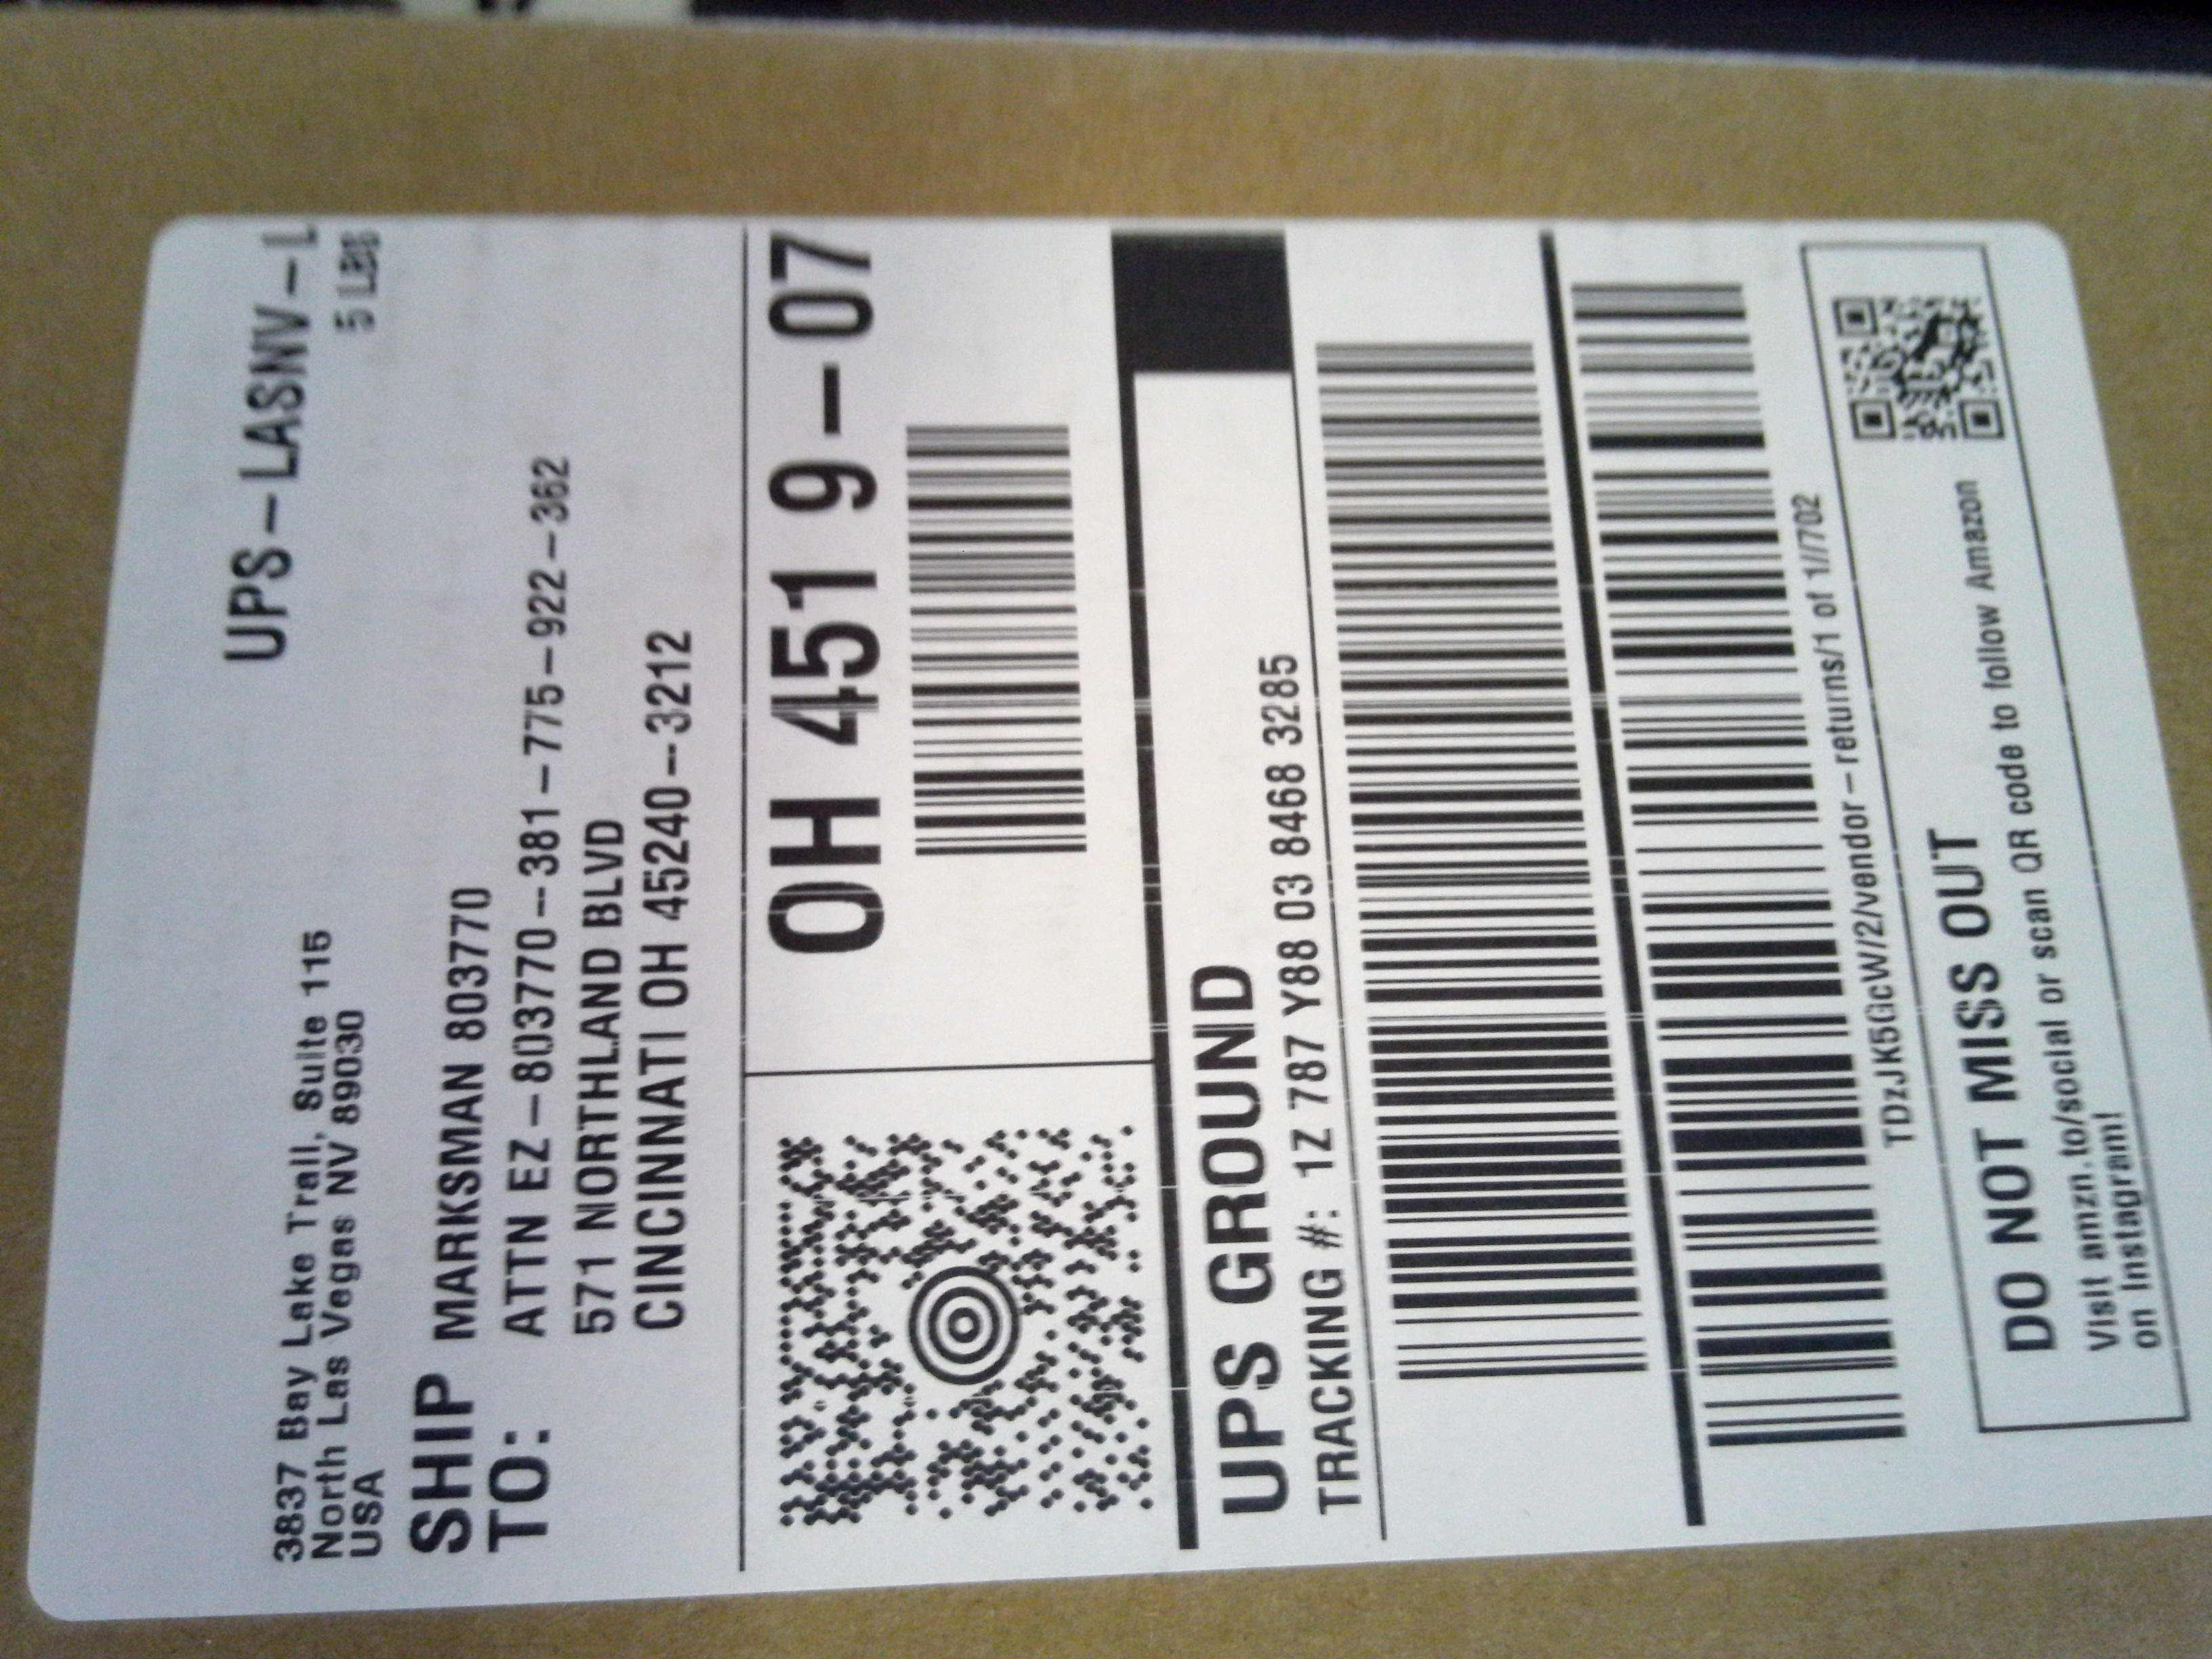 UPS-LASNV-L
5 LBS
3837 Bay Lake Trail, Suite 115
North Las Vegas NV 89030
USA
SHIP TO:
MARKSMAN 803770
ATTN EZ-803770-381-775-922-362
571 NORTHLAND BLVD
CINCINNATI OH 45240-3212
OH 451 9-07
UPS GROUND
TRACKING #: 1Z 787 Y88 03 8468 3285
TDzJK5GcW/2/vendor-returns/1 of 1//702
DO NOT MISS OUT
Visit amzn.to/social or scan QR code to follow Amazon
on Instagram!